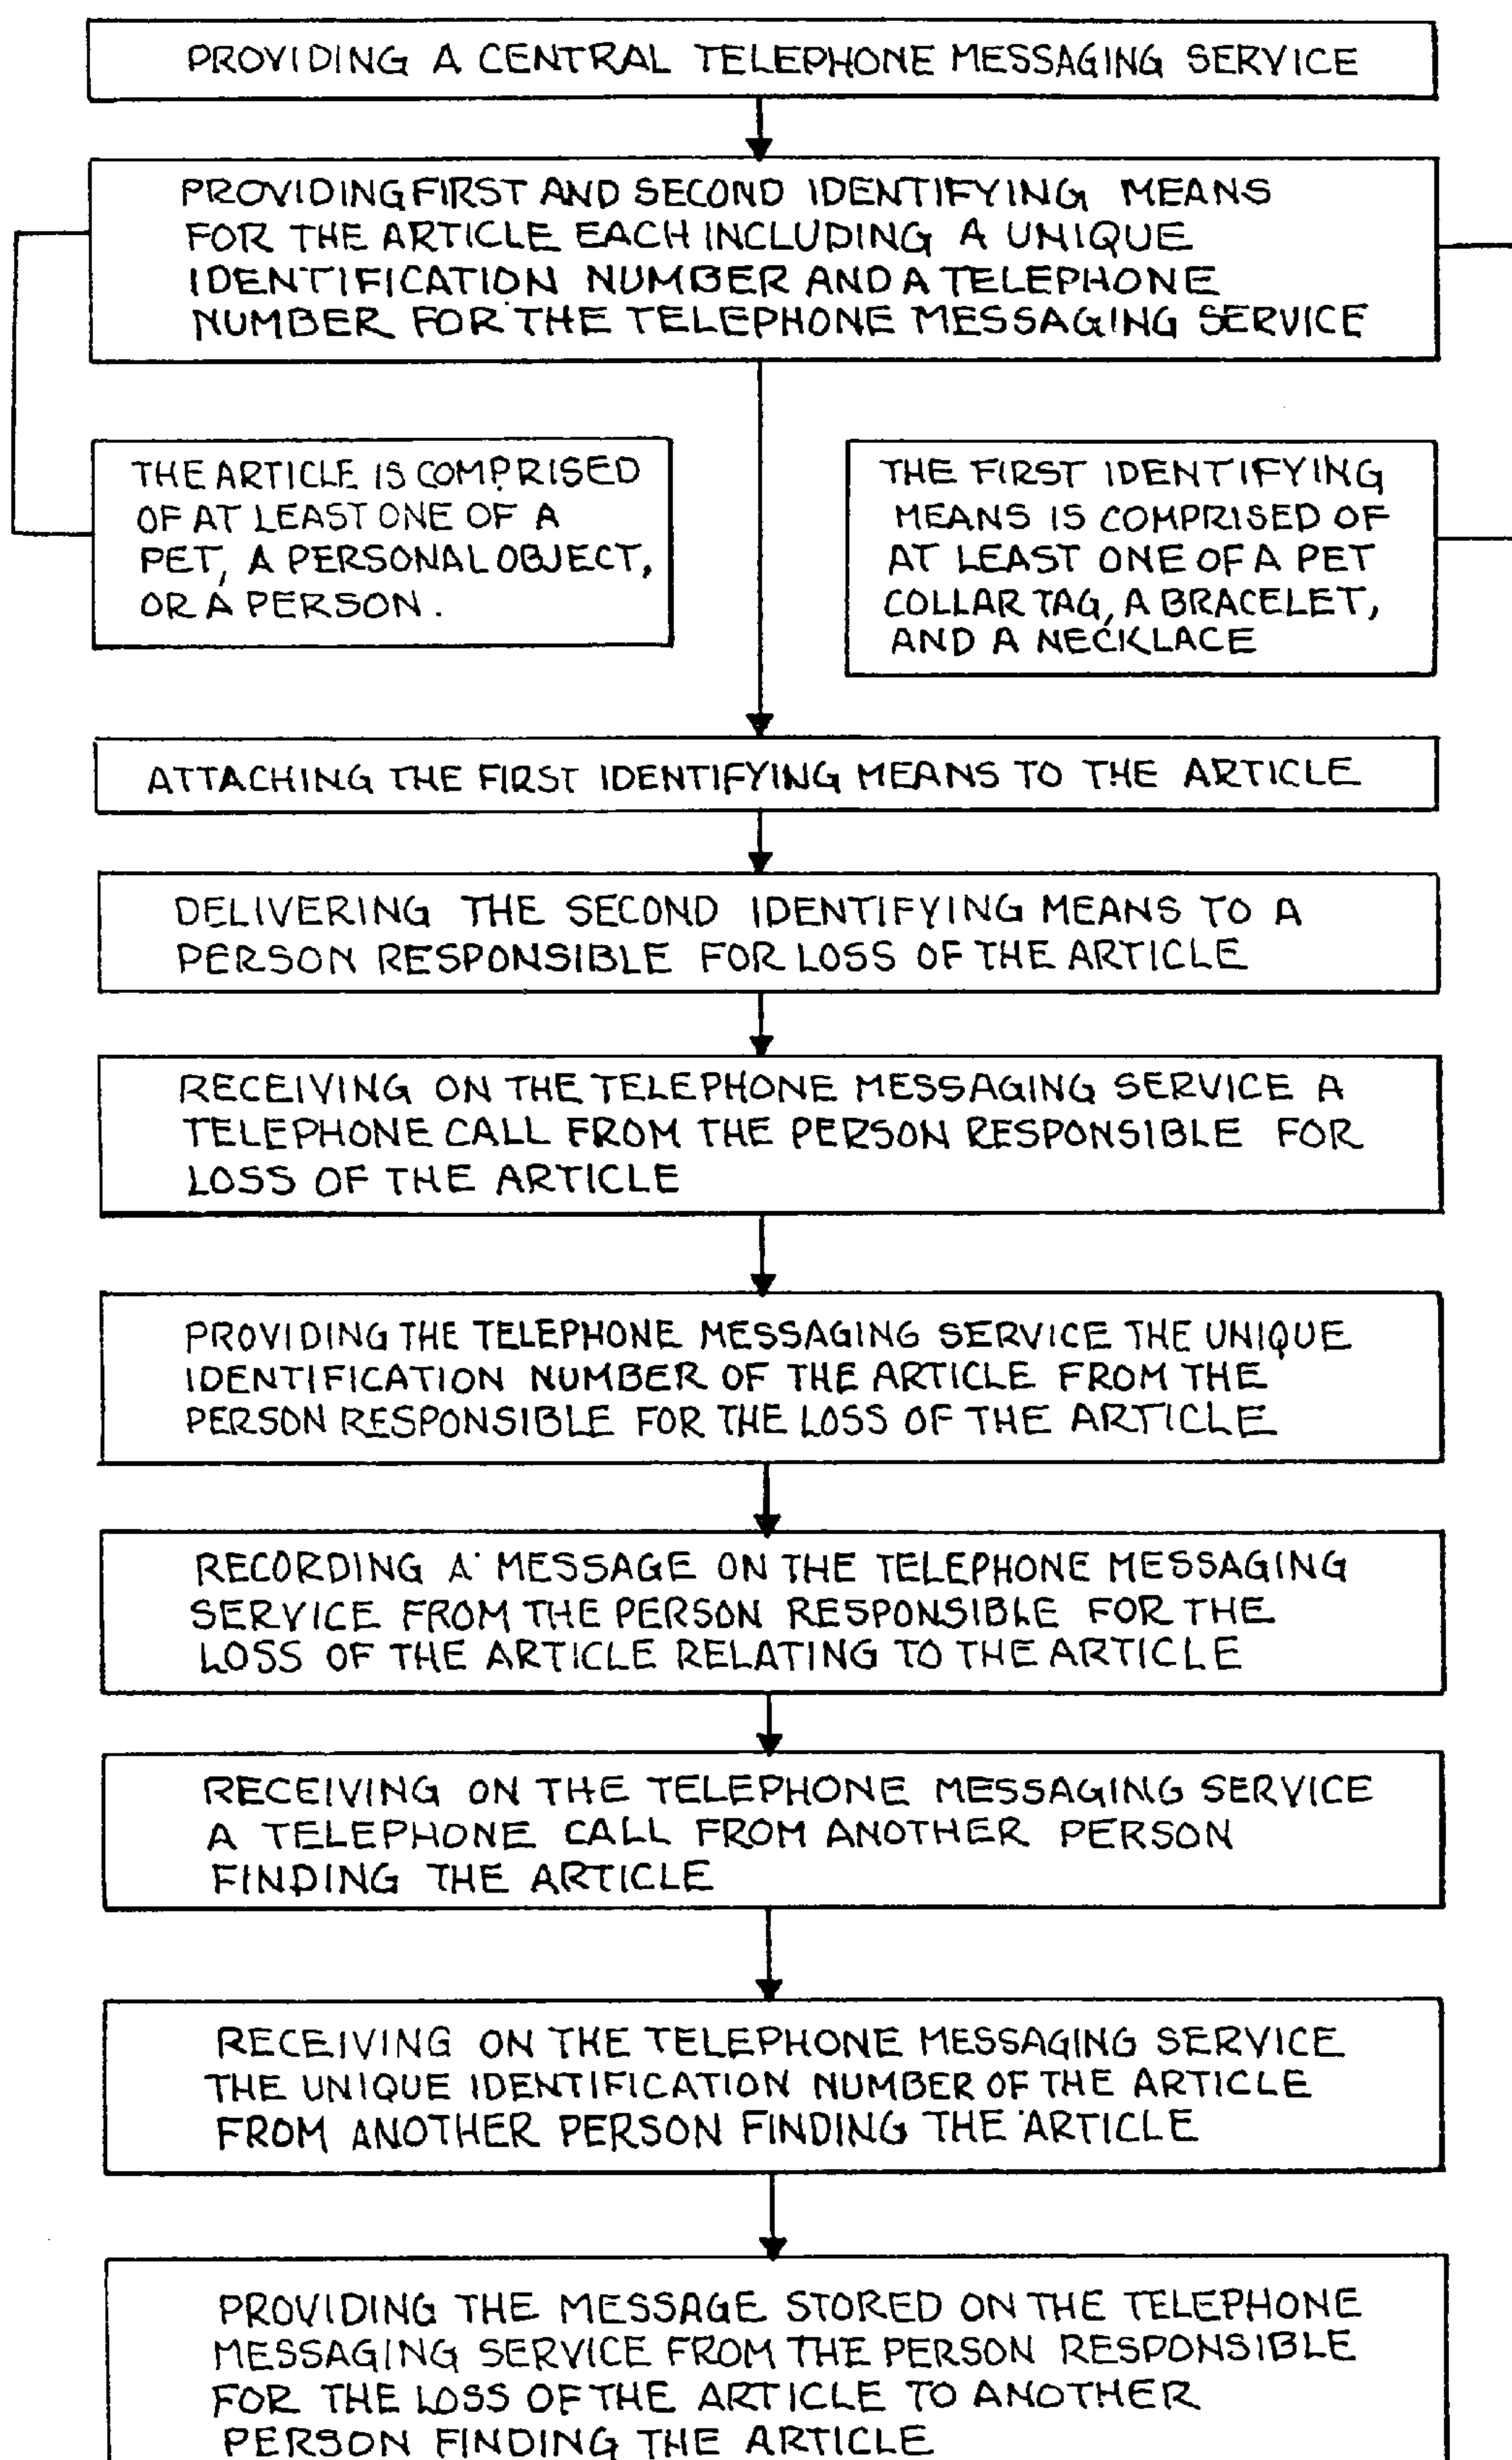 PROVIDING A CENTRAL TELEPHONE MESSAGING SERVICE
PROVIDING FIRST AND SECOND IDENTIFYING MEANS
FOR THE ARTICLE EACH INCLUDING A UNIQUE
IDENTIFICATION NUMBER AND A TELEPHONE
NUMBER FOR THE TELEPHONE MESSAGING SERVICE
THE ARTICLE IS COMPRISED
OF AT LEAST ONE OF A
PET, A PERSONAL OBJECT,
OR A PERSON.
THE FIRST IDENTIFYING
MEANS IS COMPRISED OF
AT LEAST ONE OF A PET
COLLAR TAG, A BRACELET,
AND A NECKLACE
ATTACHING THE FIRST IDENTIFYING MEANS TO THE ARTICLE
DELIVERING THE SECOND IDENTIFYING MEANS TO A
PERSON RESPONSIBLE FOR LOSS OF THE ARTICLE
RECEIVING ON THE TELEPHONE MESSAGING SERVICE A
TELEPHONE CALL FROM THE PERSON RESPONSIBLE FOR
LOSS OF THE ARTICLE
PROVIDING THE TELEPHONE MESSAGING SERVICE THE UNIQUE
IDENTIFICATION NUMBER OF THE ARTICLE FROM THE
PERSON RESPONSIBLE FOR THE LOSS OF THE ARTICLE
RECORDING A MESSAGE ON THE TELEPHONE MESSAGING
SERVICE FROM THE PERSON RESPONSIBLE FOR THE
LOSS OF THE ARTICLE RELATING TO THE ARTICLE
RECEIVING ON THE TELEPHONE MESSAGING SERVICE
A TELEPHONE CALL FROM ANOTHER PERSON
FINDING THE ARTICLE
RECEIVING ON THE TELEPHONE MESSAGING SERVICE
THE UNIQUE IDENTIFICATION NUMBER OF THE ARTICLE
FROM ANOTHER PERSON FINDING THE ARTICLE
PROVIDING THE MESSAGE STORED ON THE TELEPHONE
MESSAGING SERVICE FROM THE PERSON RESPONSIBLE
FOR THE LOSS OF THE ARTICLE TO ANOTHER
PERSON FINDING THE ARTICLE